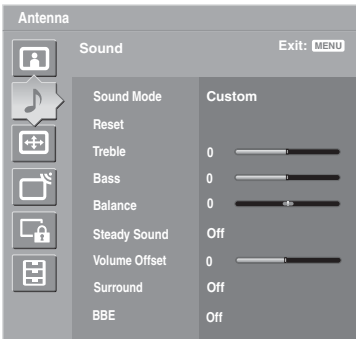 Antenna
Sound Exit: MENU
Sound Mode Custom
Reset
Treble 0
Bass 0
Balance 0
Steady Sound Off
Volume Offset 0
Surround Off
BBE Off